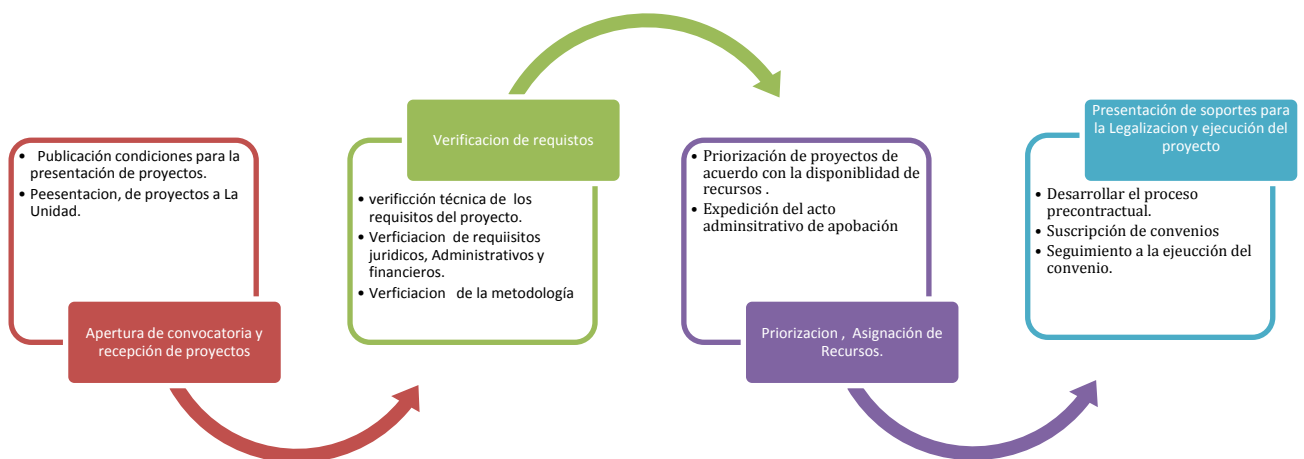 • Publicación condiciones para la
presentación de proyectos.
• Peesentacion, de proyectos a La
Unidad.
Apertura de convocatoria y
recepción de proyectos
Verificacion de requistos
• verificción técnica de los
requisitos del proyecto.
• Verficiacion de requiisitos
juridicos, Administrativos y
financieros.
• Verficiacion de la metodología
• Priorización de proyectos de
acuerdo con la disponiblidad de
recursos .
• Expedición del acto
adminsitrativo de apobación
Priorizacion , Asignación de
Recursos.
Presentación de soportes para
la Legalizacion y ejecución del
proyecto
• Desarrollar el proceso
precontractual.
• Suscripción de convenios
• Seguimiento a la ejeucción del
convenio.